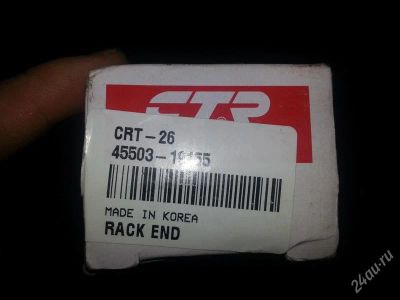 CTR
®
CRT-26
45503-19155
MADE IN KOREA
RACK END
24au.ru